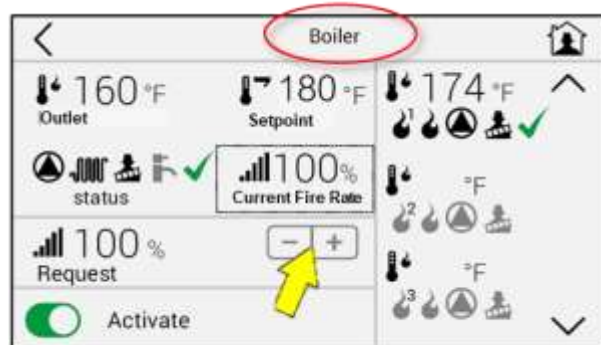 Boiler
160 °F
Outlet
180 °F
Setpoint
status
100%
Current Fire Rate
100 %
Request
- +
Activate
174 °F
1
°F
2
°F
3